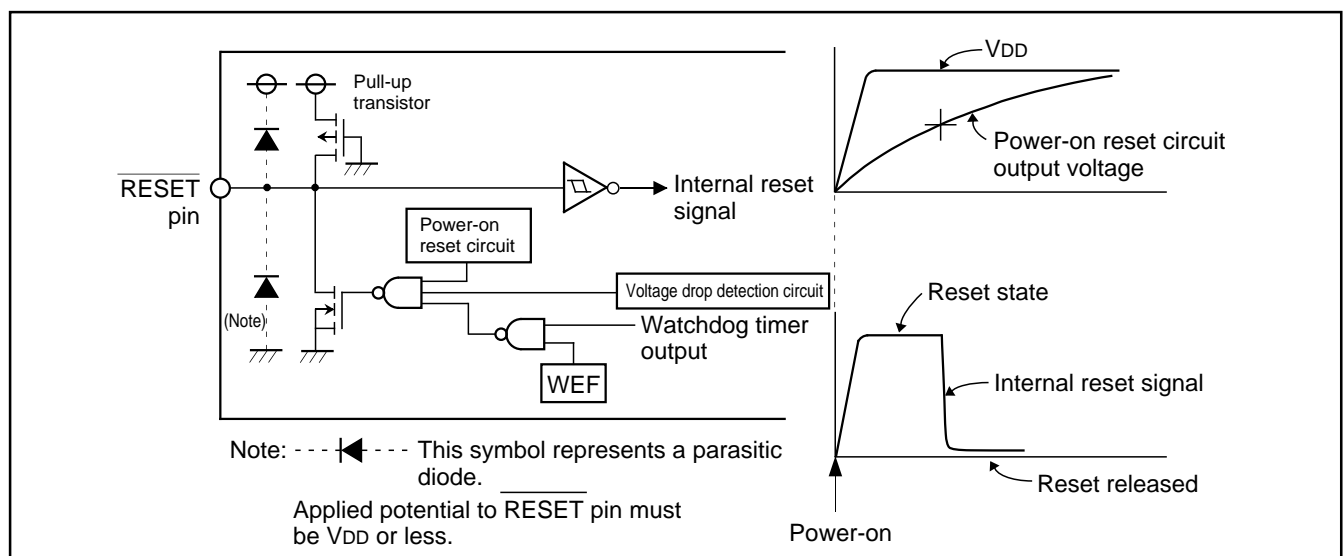 Pull-up
transistor
RESET
pin
Internal reset
signal
Power-on
reset circuit
Voltage drop detection circuit
(Note)
Watchdog timer
output
WEF
Note:
This symbol represents a parasitic
diode.
Applied potential to RESET pin must
be VDD or less.
VDD
Power-on reset circuit
output voltage
Reset state
Internal reset signal
Reset released
Power-on